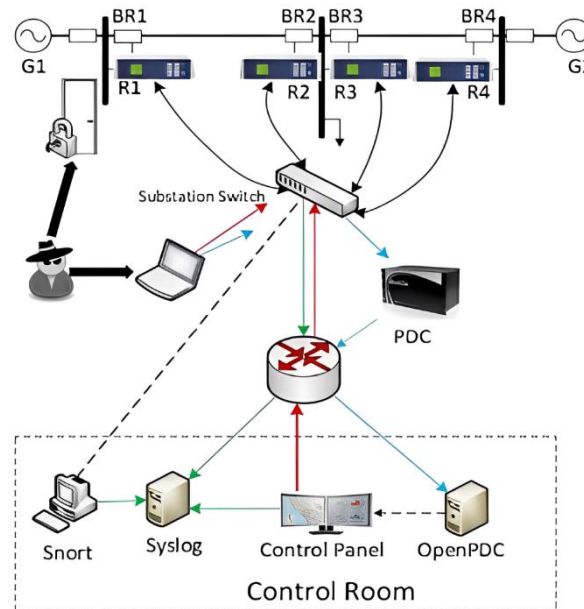 BR1
BR2
BR3
BR4
G1
R1
R2
R3
R4
Substation Switch
PDC
Snort
Syslog
Control Panel
OpenPDC
Control Room